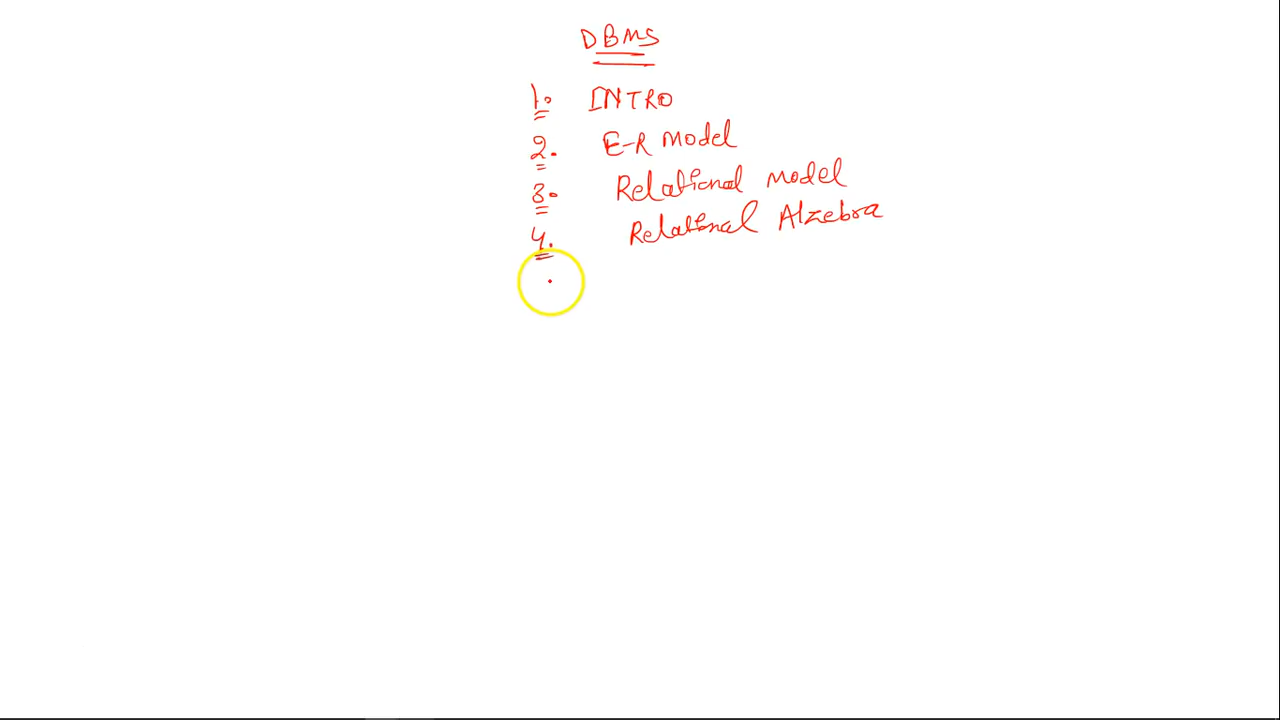 DBMS
1. INTRO
2. E-R Model
3. Relational model
4. Relational Alzebra